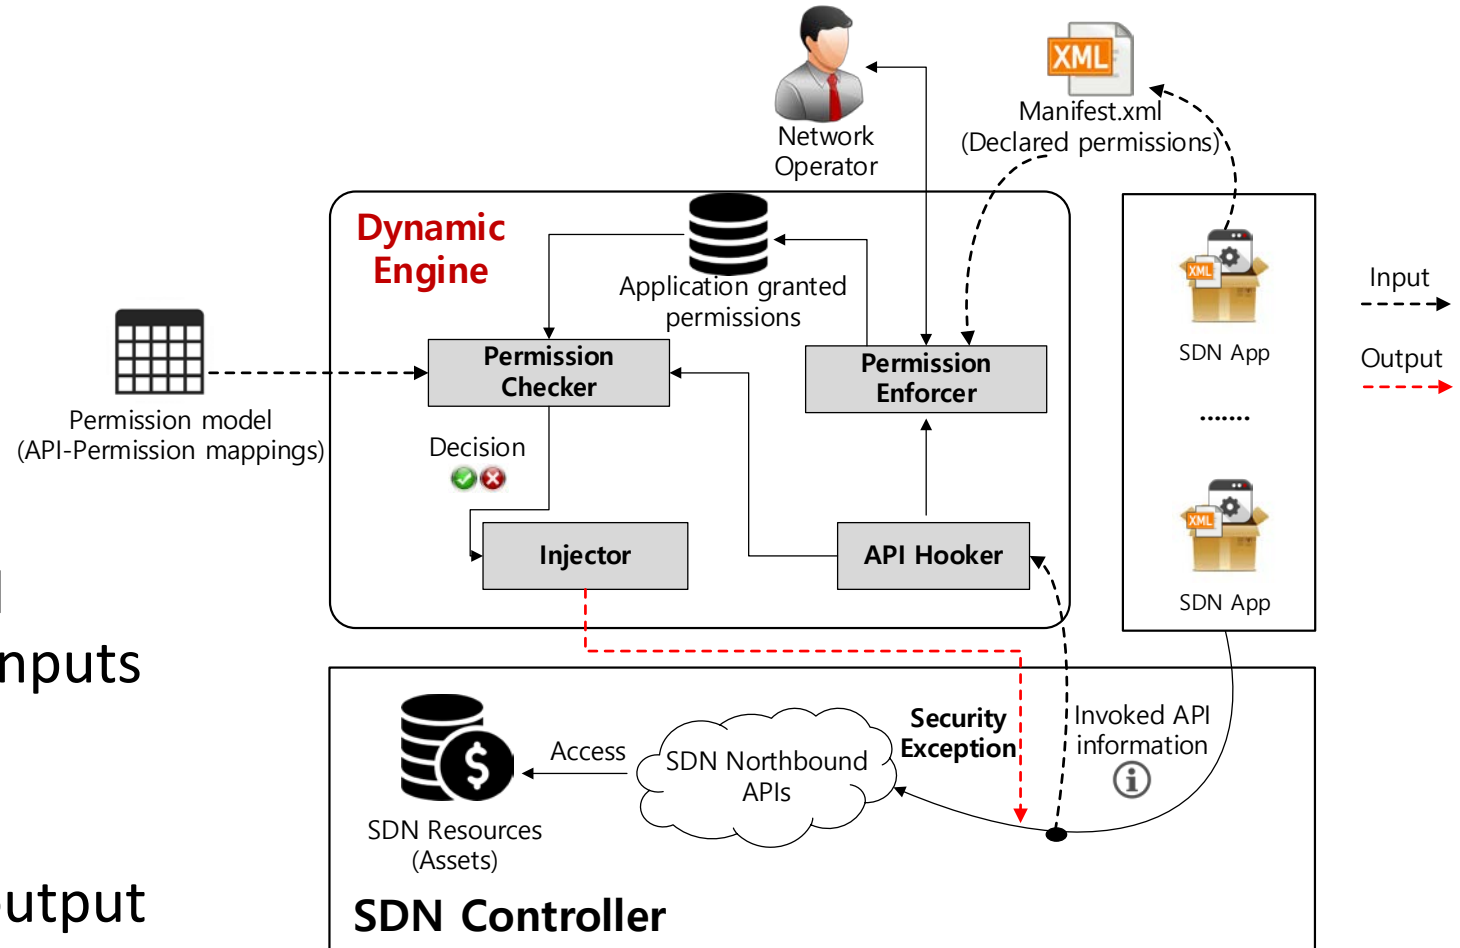 XML
Manifest.xml
(Declared permissions)
Network
Operator
Dynamic
Engine
Application granted
permissions
XML
SDN App
.......
XML
SDN App
Input
Output
Permission
Checker
Permission
Enforcer
Permission model
(API-Permission mappings)
Decision
Injector
API Hooker
nputs
Security
Exception
Invoked API
information
i
Access
SDN Northbound
APIs
$
SDN Resources
(Assets)
utput
SDN Controller